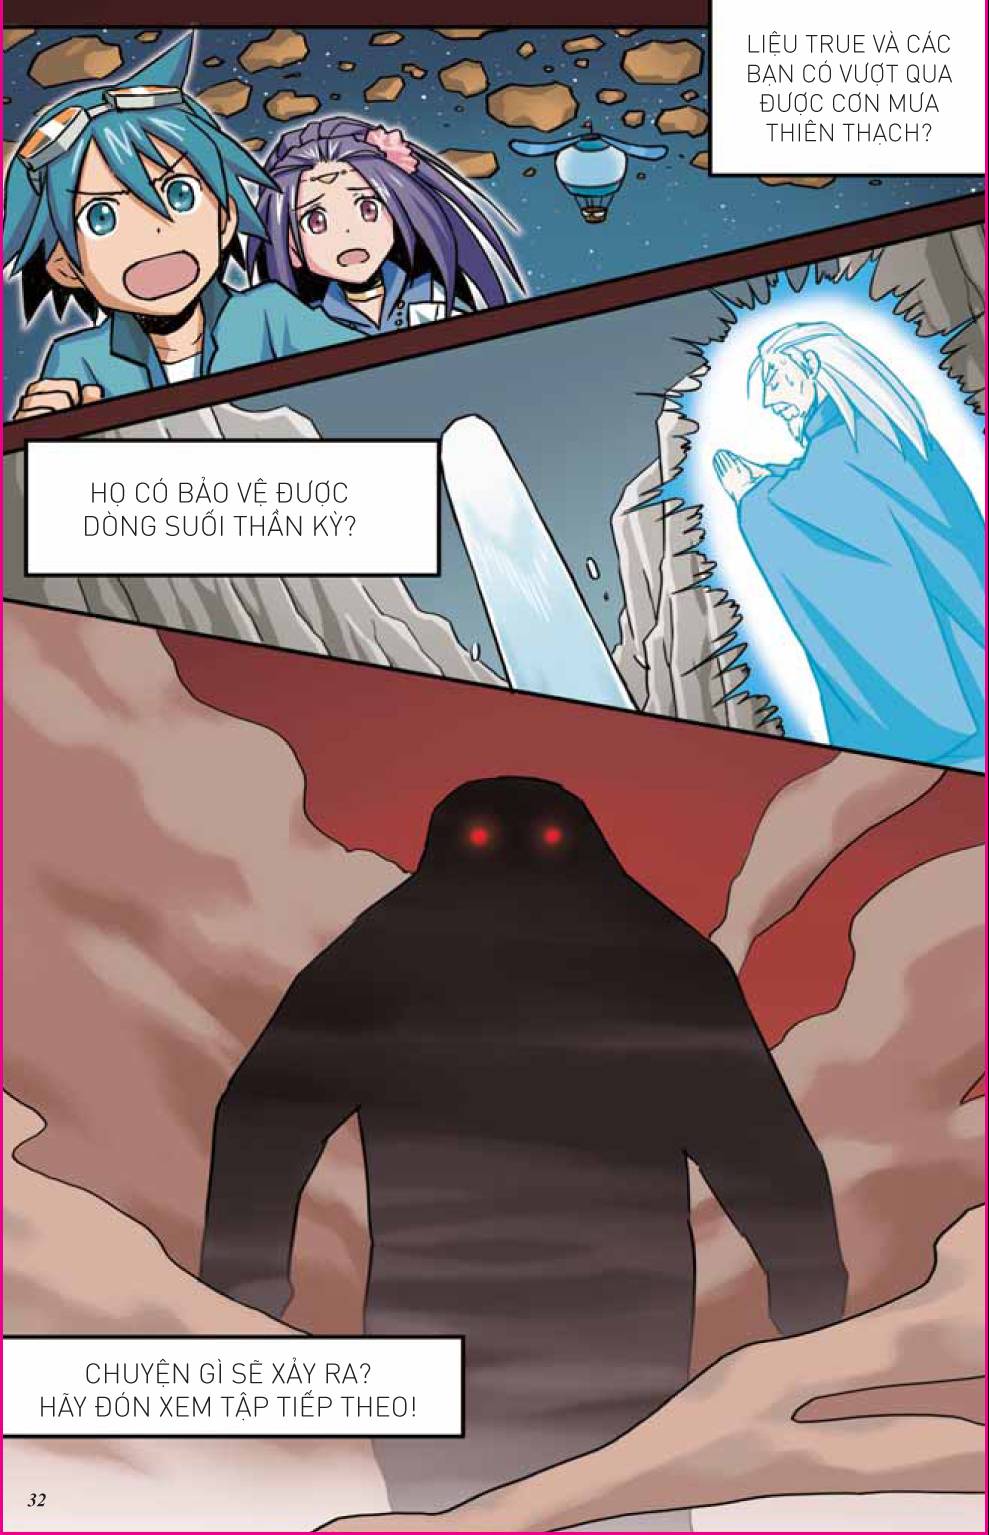 LIỆU TRUE VÀ CÁC
BẠN CÓ VƯỢT QUA
ĐƯỢC CƠN MƯA
THIÊN THẠCH?
HỌ CÓ BẢO VỆ ĐƯỢC
DÒNG SUỐI THẦN KỲ?
CHUYỆN GÌ SẼ XẢY RA?
HÃY ĐÓN XEM TẬP TIẾP THEO!
32